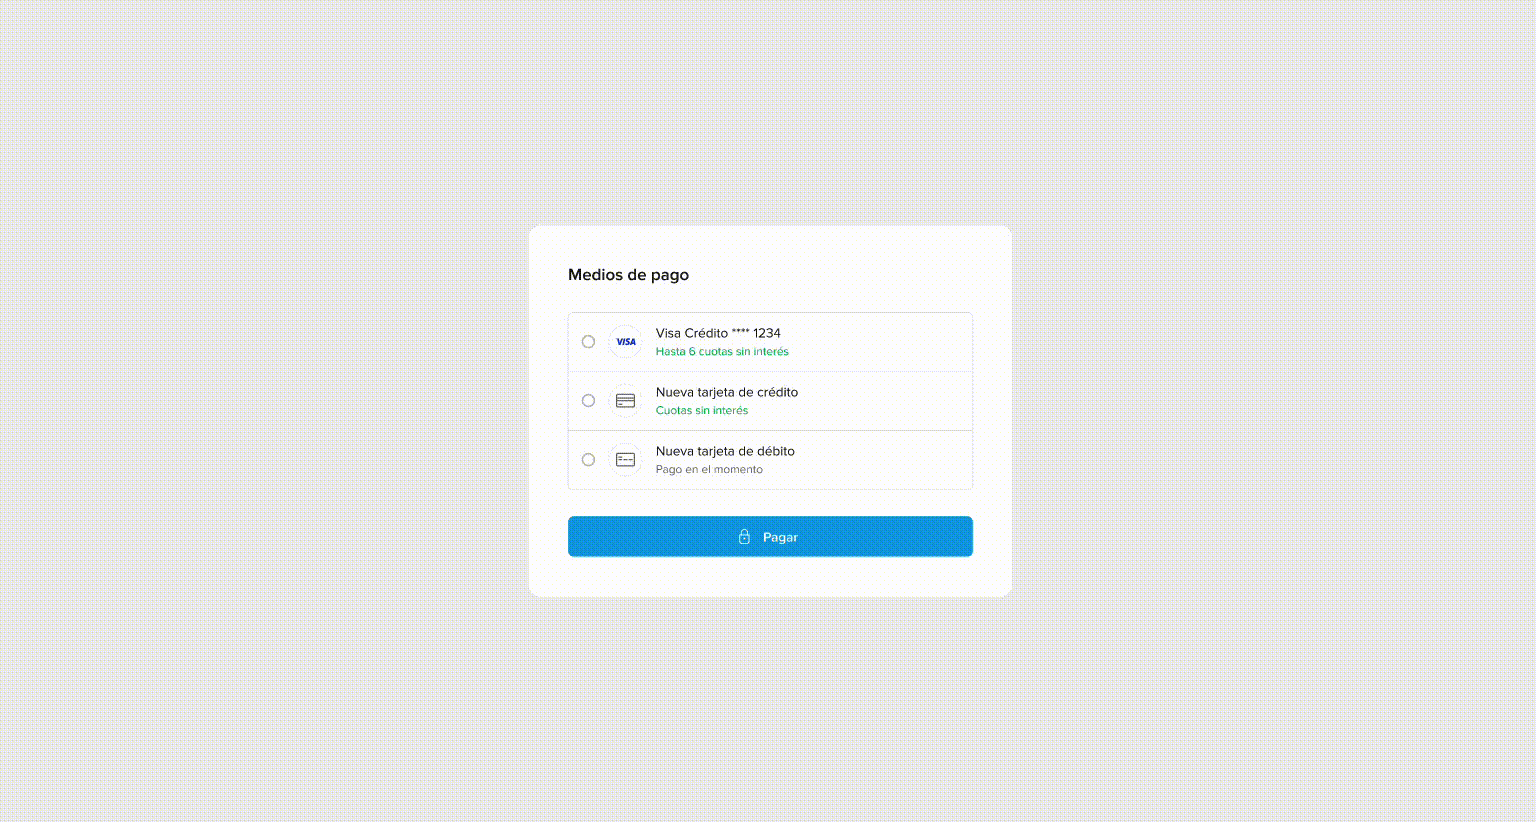 Medios de pago
VISA
Visa Crédito **** 1234
Hasta 6 cuotas sin interés
Nueva tarjeta de crédito
Cuotas sin interés
Nueva tarjeta de débito
Pago en el momento
Pagar